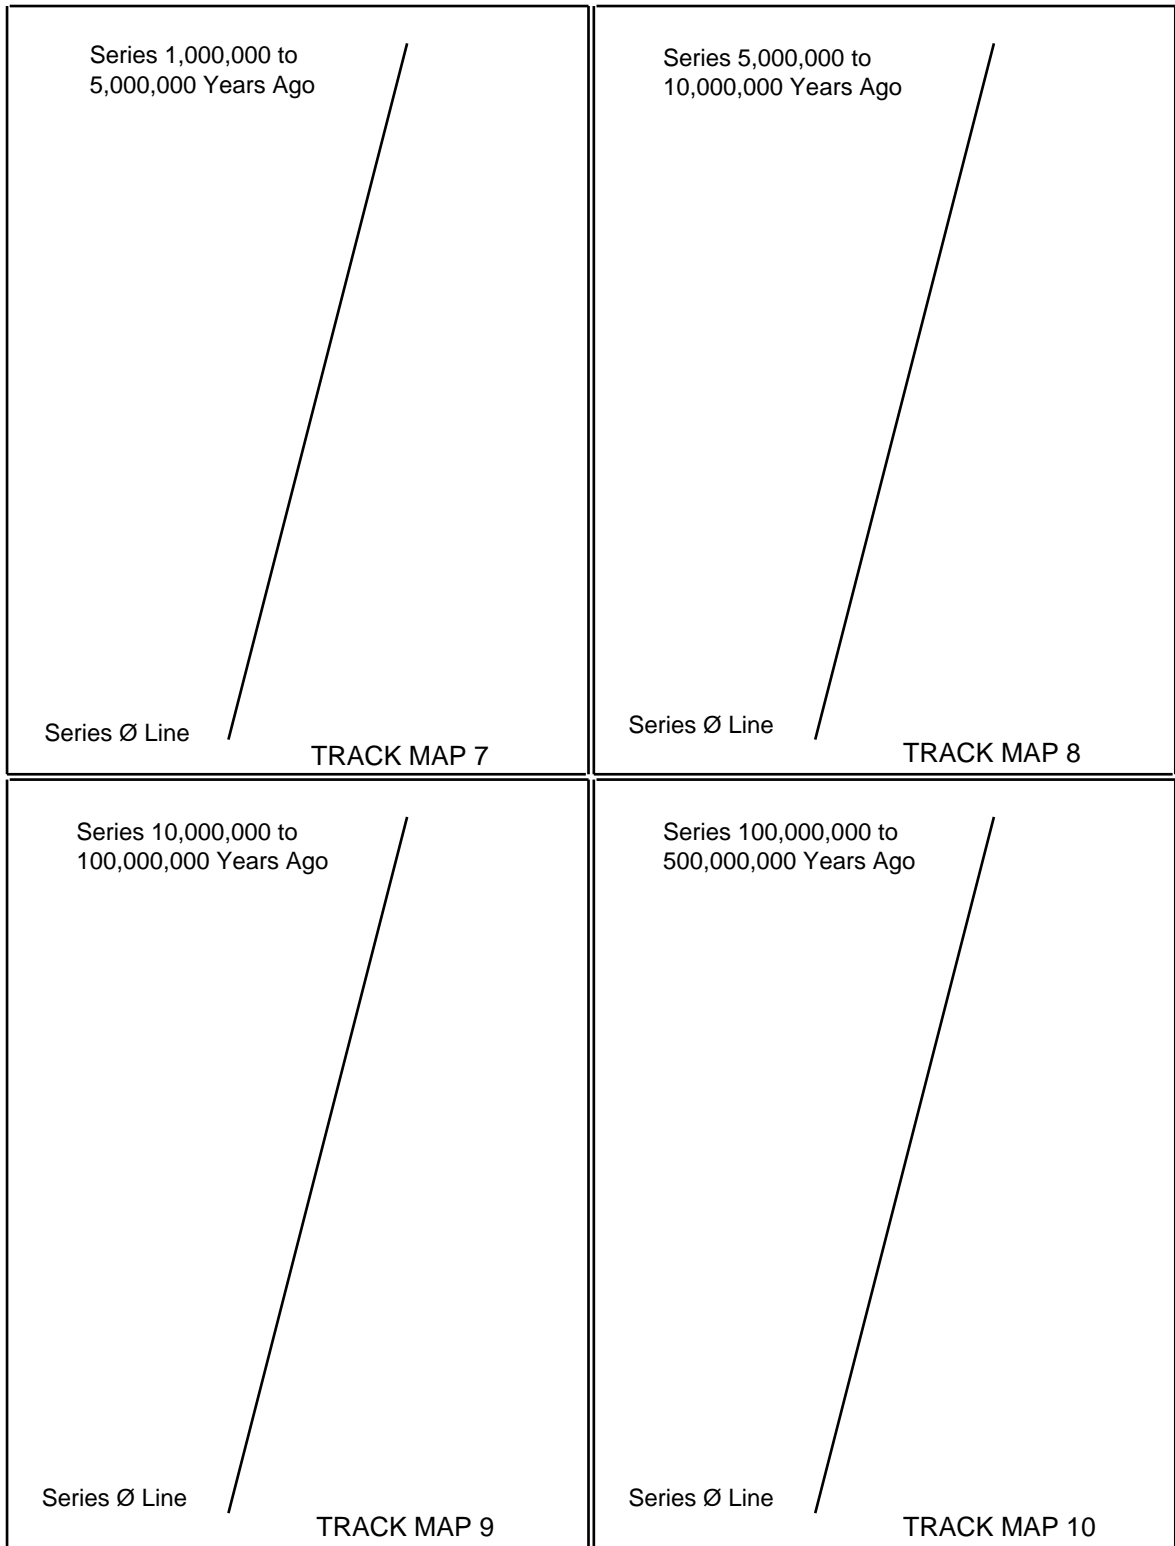 Series 1,000,000 to
5,000,000 Years Ago
Series Ø Line
TRACK MAP 7
Series 5,000,000 to
10,000,000 Years Ago
Series Ø Line
TRACK MAP 8
Series 10,000,000 to
100,000,000 Years Ago
Series Ø Line
TRACK MAP 9
Series 100,000,000 to
500,000,000 Years Ago
Series Ø Line
TRACK MAP 10